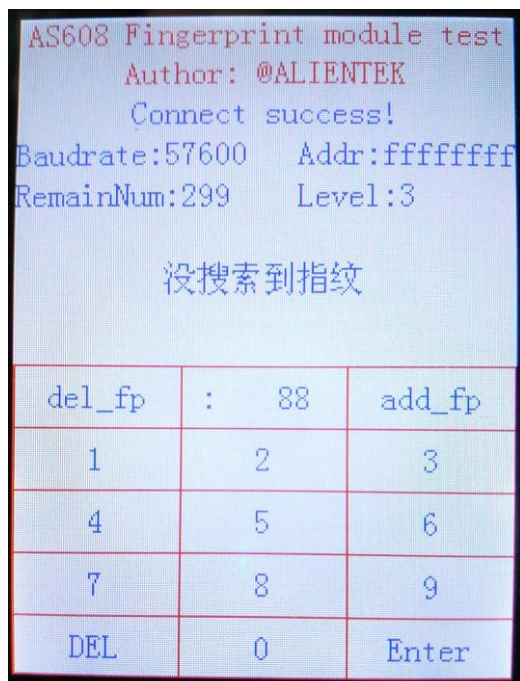 AS608 Fingerprint module test
Author: @ALIENTEK
Connect success!
Baudrate:57600 Addr:ffffffff
RemainNum:299 Level:3
没搜索到指纹
del_fp : 88 add_fp
1 2 3
4 5 6
7 8 9
DEL 0 Enter